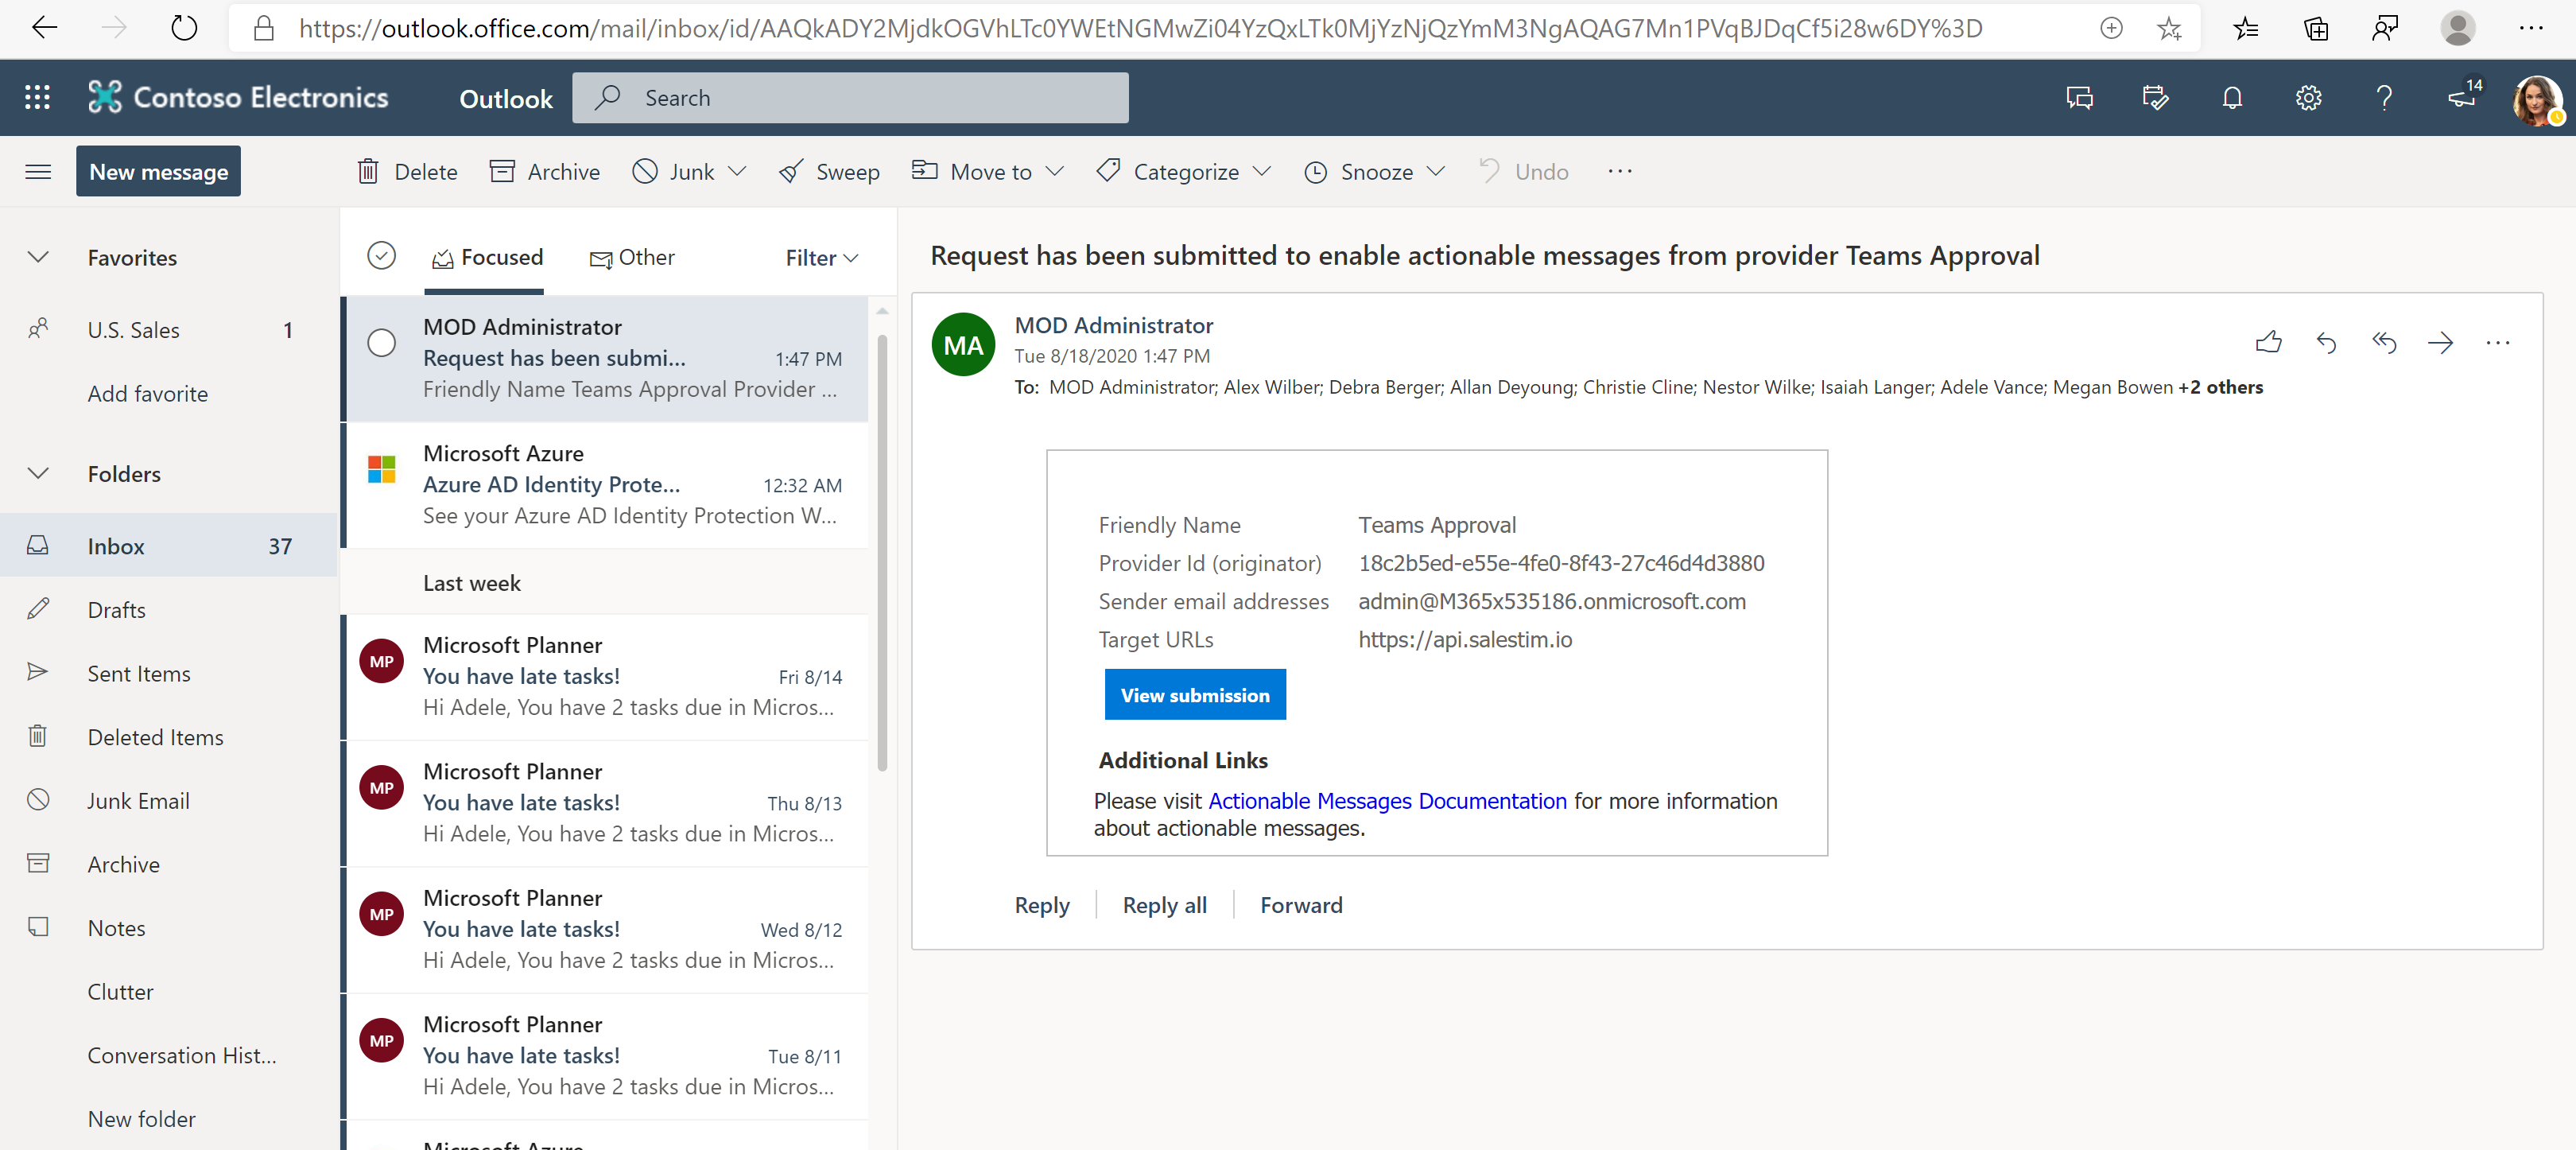 https://outlook.office.com/mail/inbox/id/AAQkADY2MjdkOGVhLTc0YWEtNGMwZi04YzQxLTk0MjYzNjQzYmM3NgAQAG7Mn1PVqBJDqCf5i28w6DY%3D
Contoso Electronics
Outlook
Search
14
New message
Delete
Archive
Junk
Sweep
Move to
Categorize
Snooze
Undo
Favorites
U.S. Sales 1
Add favorite
Folders
Inbox 37
Drafts
Sent Items
Deleted Items
Junk Email
Archive
Notes
Clutter
Conversation Hist...
New folder
Focused
Other
Filter
MOD Administrator
Request has been submi... 1:47 PM
Friendly Name Teams Approval Provider ...
Microsoft Azure
Azure AD Identity Prote... 12:32 AM
See your Azure AD Identity Protection W...
Last week
MP
Microsoft Planner
You have late tasks! Fri 8/14
Hi Adele, You have 2 tasks due in Micros...
MP
Microsoft Planner
You have late tasks! Thu 8/13
Hi Adele, You have 2 tasks due in Micros...
MP
Microsoft Planner
You have late tasks! Wed 8/12
Hi Adele, You have 2 tasks due in Micros...
MP
Microsoft Planner
You have late tasks! Tue 8/11
Hi Adele, You have 2 tasks due in Micros...
Microsoft Azure
Request has been submitted to enable actionable messages from provider Teams Approval
MA
MOD Administrator
Tue 8/18/2020 1:47 PM
To: MOD Administrator; Alex Wilber; Debra Berger; Allan Deyoung; Christie Cline; Nestor Wilke; Isaiah Langer; Adele Vance; Megan Bowen +2 others
Friendly Name Teams Approval
Provider Id (originator) 18c2b5ed-e55e-4fe0-8f43-27c46d4d3880
Sender email addresses admin@M365x535186.onmicrosoft.com
Target URLs https://api.salestim.io
View submission
Additional Links
Please visit Actionable Messages Documentation for more information
about actionable messages.
Reply
Reply all
Forward